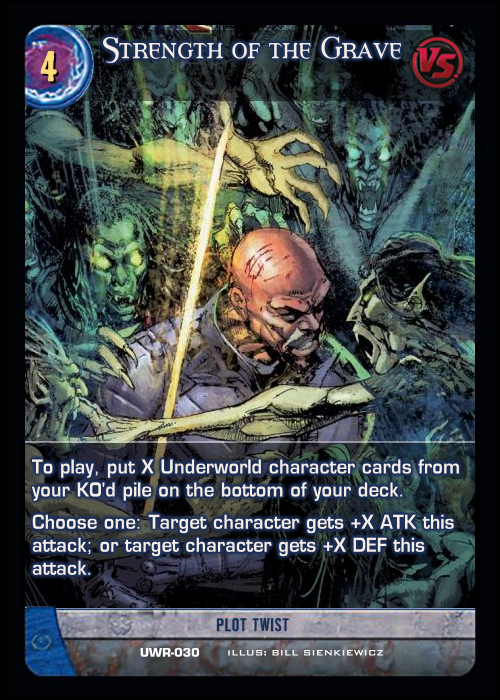 4
STRENGTH OF THE GRAVE
VS
To play, put X Underworld character cards from
your KO'd pile on the bottom of your deck.
Choose one: Target character gets +X ATK this
attack; or target character gets +X DEF this
attack.
PLOT TWIST
UWR-030 ILLUS: BILL SIENKIEWICZ